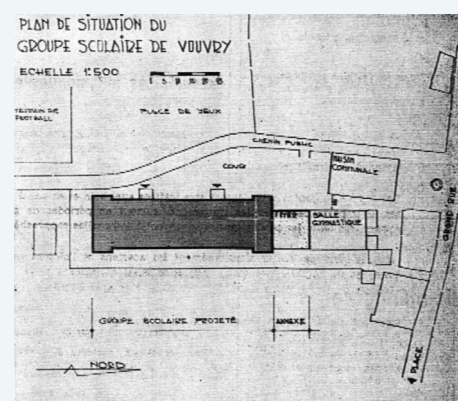 PLAN DE SITUATION DU
GROUPE SCOLAIRE DE VOUVRY
ECHELLE 1:500
TERRAIN DE
FOOTBALL
PLACE DE JEUX
CHEMIN PUBLIC
COUR
MAISON
COMMUNALE
GRAND'RUE
SALLE
GYMNASTIQUE
GROUPE SCOLAIRE PROJETÉ
ANNEXE
NORD
PLACE